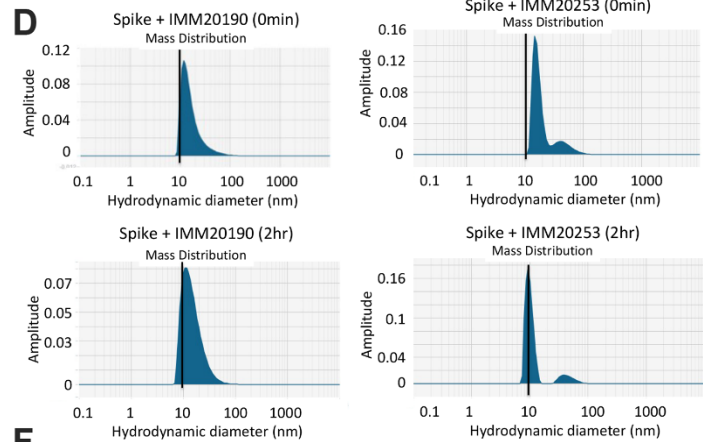 D
Spike + IMM20190 (0min)
Mass Distribution
0.12
0.08
0.04
0
Amplitude
0.1 1 10 100 1000
Hydrodynamic diameter (nm)
Spike + IMM20253 (0min)
Mass Distribution
0.16
0.12
0.08
0.04
0
Amplitude
0.1 1 10 100 1000
Hydrodynamic diameter (nm)
Spike + IMM20190 (2hr)
Mass Distribution
0.07
0.05
0.03
0
Amplitude
0.1 1 10 100 1000
Hydrodynamic diameter (nm)
Spike + IMM20253 (2hr)
Mass Distribution
0.16
0.1
0.04
0
Amplitude
0.1 1 10 100 1000
Hydrodynamic diameter (nm)